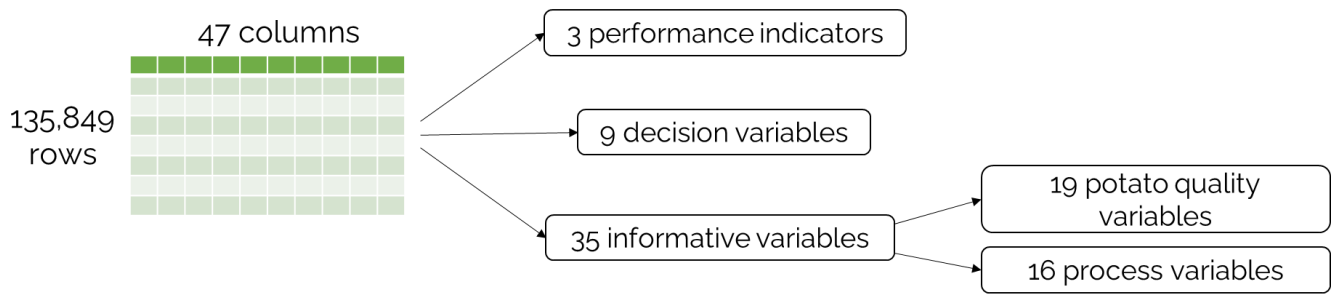 47 columns
135,849
rows
3 performance indicators
9 decision variables
35 informative variables
19 potato quality
variables
16 process variables